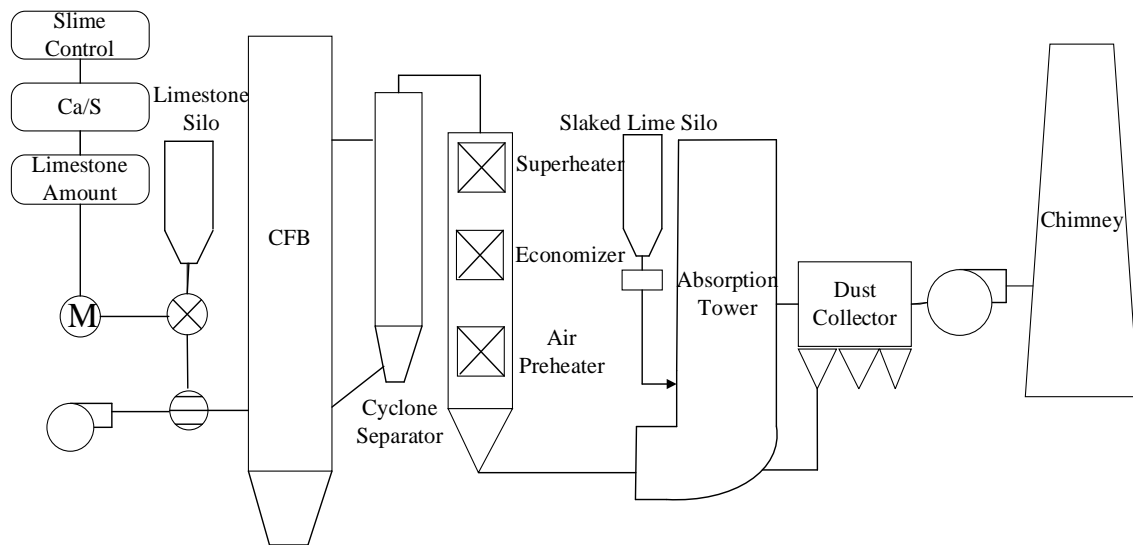 Slime
Control
Ca/S
Limestone
Amount
Limestone
Silo
M
CFB
Cyclone
Separator
Superheater
Economizer
Air
Preheater
Slaked Lime Silo
Absorption
Tower
Dust
Collector
Chimney